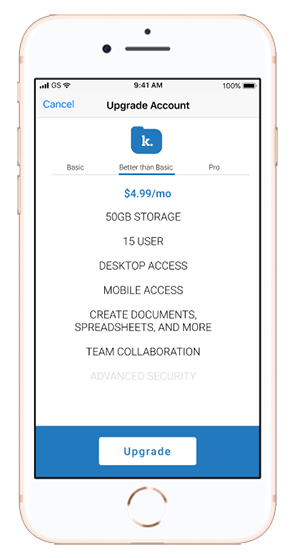 GS 9:41 AM 100%
Cancel Upgrade Account
k.
Basic Better than Basic Pro
$4.99/mo
50GB STORAGE
15 USER
DESKTOP ACCESS
MOBILE ACCESS
CREATE DOCUMENTS,
SPREADSHEETS, AND MORE
TEAM COLLABORATION
ADVANCED SECURITY
Upgrade